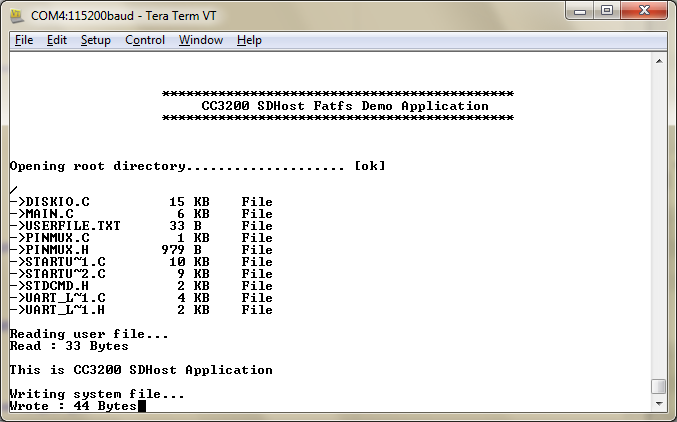 COM4:115200baud - Tera Term VT
File Edit Setup Control Window Help
*********************************************
CC3200 SDHost Fatfs Demo Application
*********************************************
Opening root directory.................... [ok]
/
->DISKIO.C 15 KB File
->MAIN.C 6 KB File
->USERFILE.TXT 33 B File
->PINMUX.C 1 KB File
->PINMUX.H 979 B File
->STARTU~1.C 10 KB File
->STARTU~2.C 9 KB File
->STDCMD.H 2 KB File
->UART_L~1.C 4 KB File
->UART_L~1.H 2 KB File
Reading user file...
Read : 33 Bytes
This is CC3200 SDHost Application
Writing system file...
Wrote : 44 Bytes